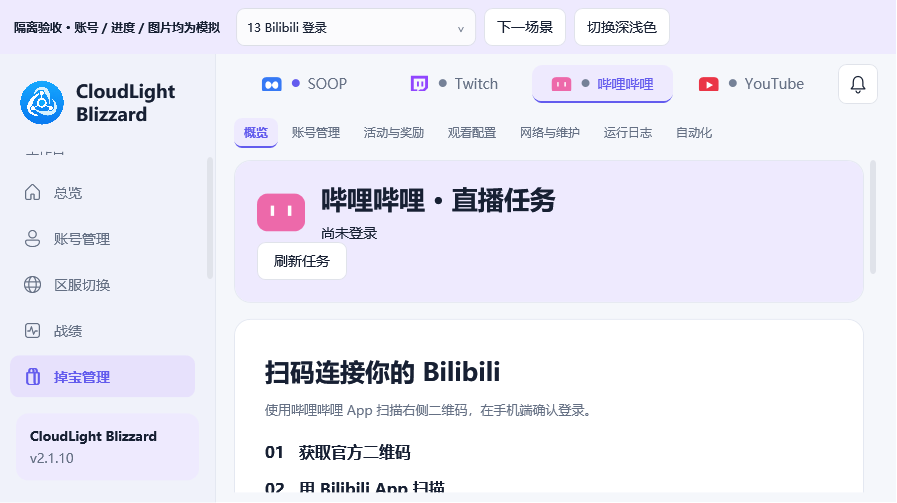 隔离验收 • 账号 / 进度 / 图片均为模拟
13 Bilibili 登录
下一场景
切换深浅色
CloudLight
Blizzard
SOOP
Twitch
哔哩哔哩
YouTube
概览
账号管理
活动与奖励
观看配置
网络与维护
运行日志
自动化
总览
账号管理
区服切换
战绩
掉宝管理
CloudLight Blizzard
v2.1.10
哔哩哔哩 • 直播任务
尚未登录
刷新任务
扫码连接你的 Bilibili
使用哔哩哔哩 App 扫描右侧二维码，在手机端确认登录。
01 获取官方二维码
02 用 Bilibili App 扫描